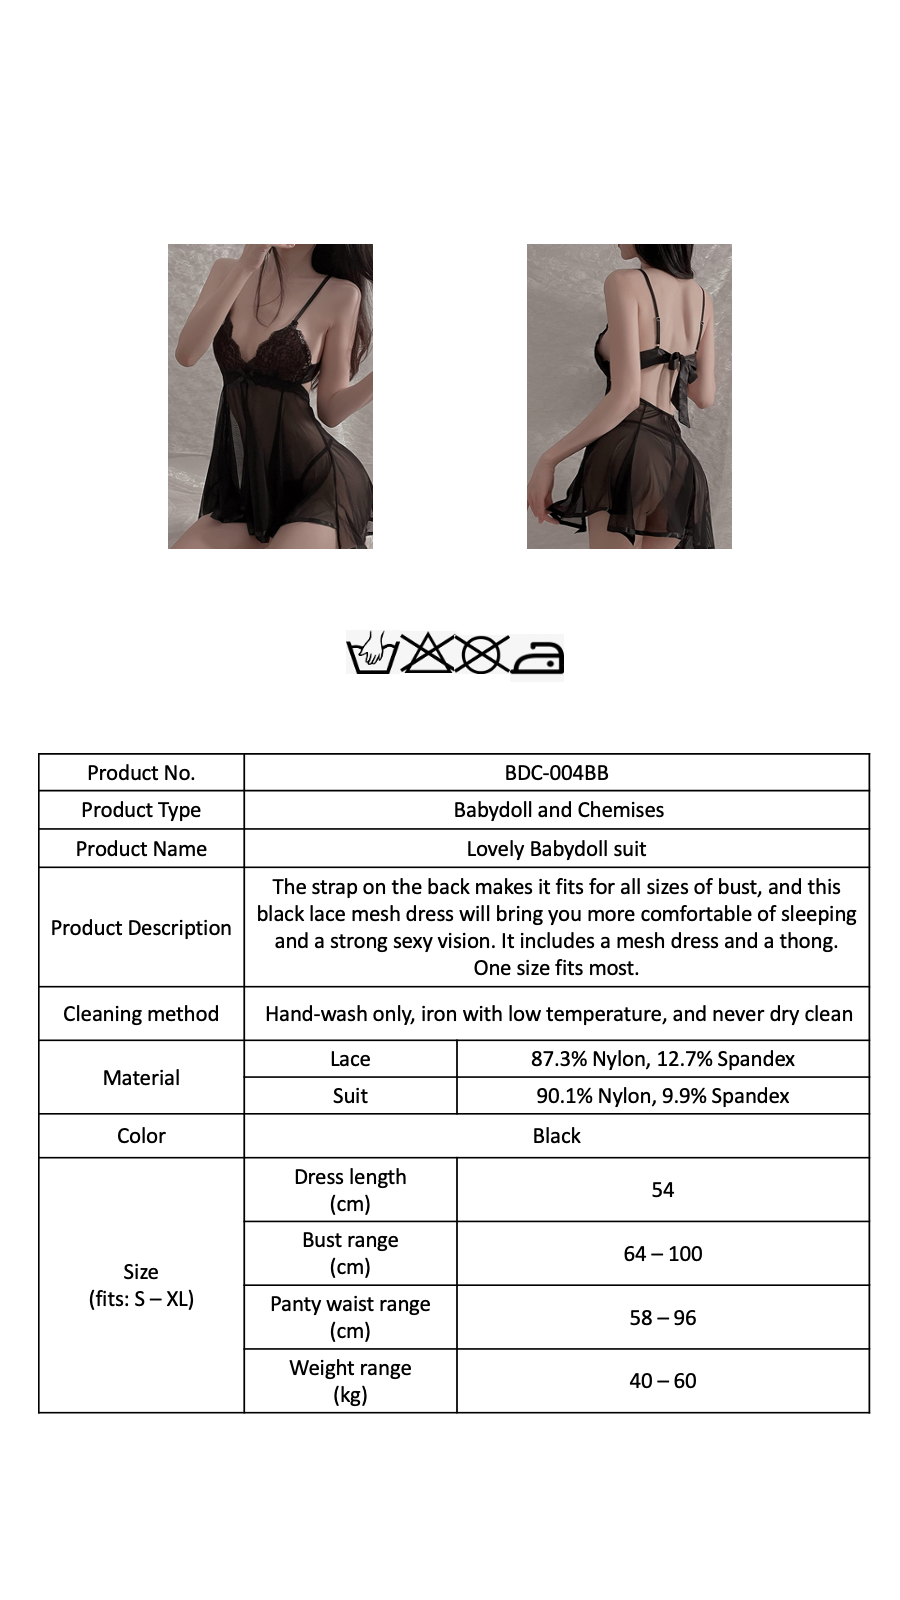 Product No.
BDC-004BB
Product Type
Babydoll and Chemises
Product Name
Lovely Babydoll suit
Product Description
The strap on the back makes it fits for all sizes of bust, and this
black lace mesh dress will bring you more comfortable of sleeping
and a strong sexy vision. It includes a mesh dress and a thong.
One size fits most.
Cleaning method
Hand-wash only, iron with low temperature, and never dry clean
Material
Lace
87.3% Nylon, 12.7% Spandex
Suit
90.1% Nylon, 9.9% Spandex
Color
Black
Size
(fits: S – XL)
Dress length
(cm)
54
Bust range
(cm)
64 – 100
Panty waist range
(cm)
58 – 96
Weight range
(kg)
40 – 60